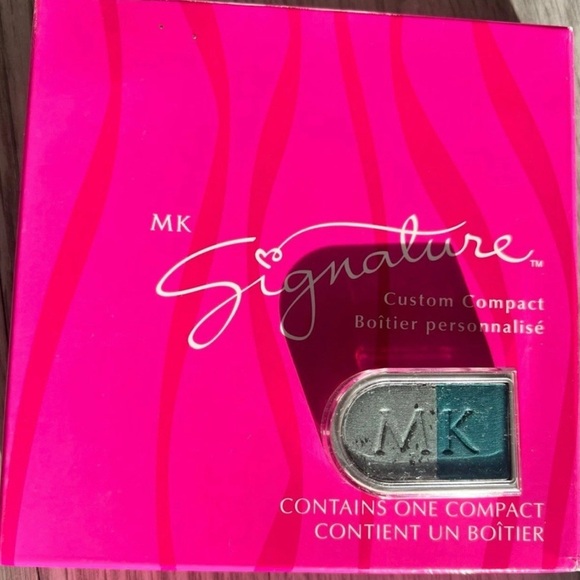 MK
Signature™
Custom Compact
Boîtier personnalisé
MK
CONTAINS ONE COMPACT
CONTIENT UN BOÎTIER